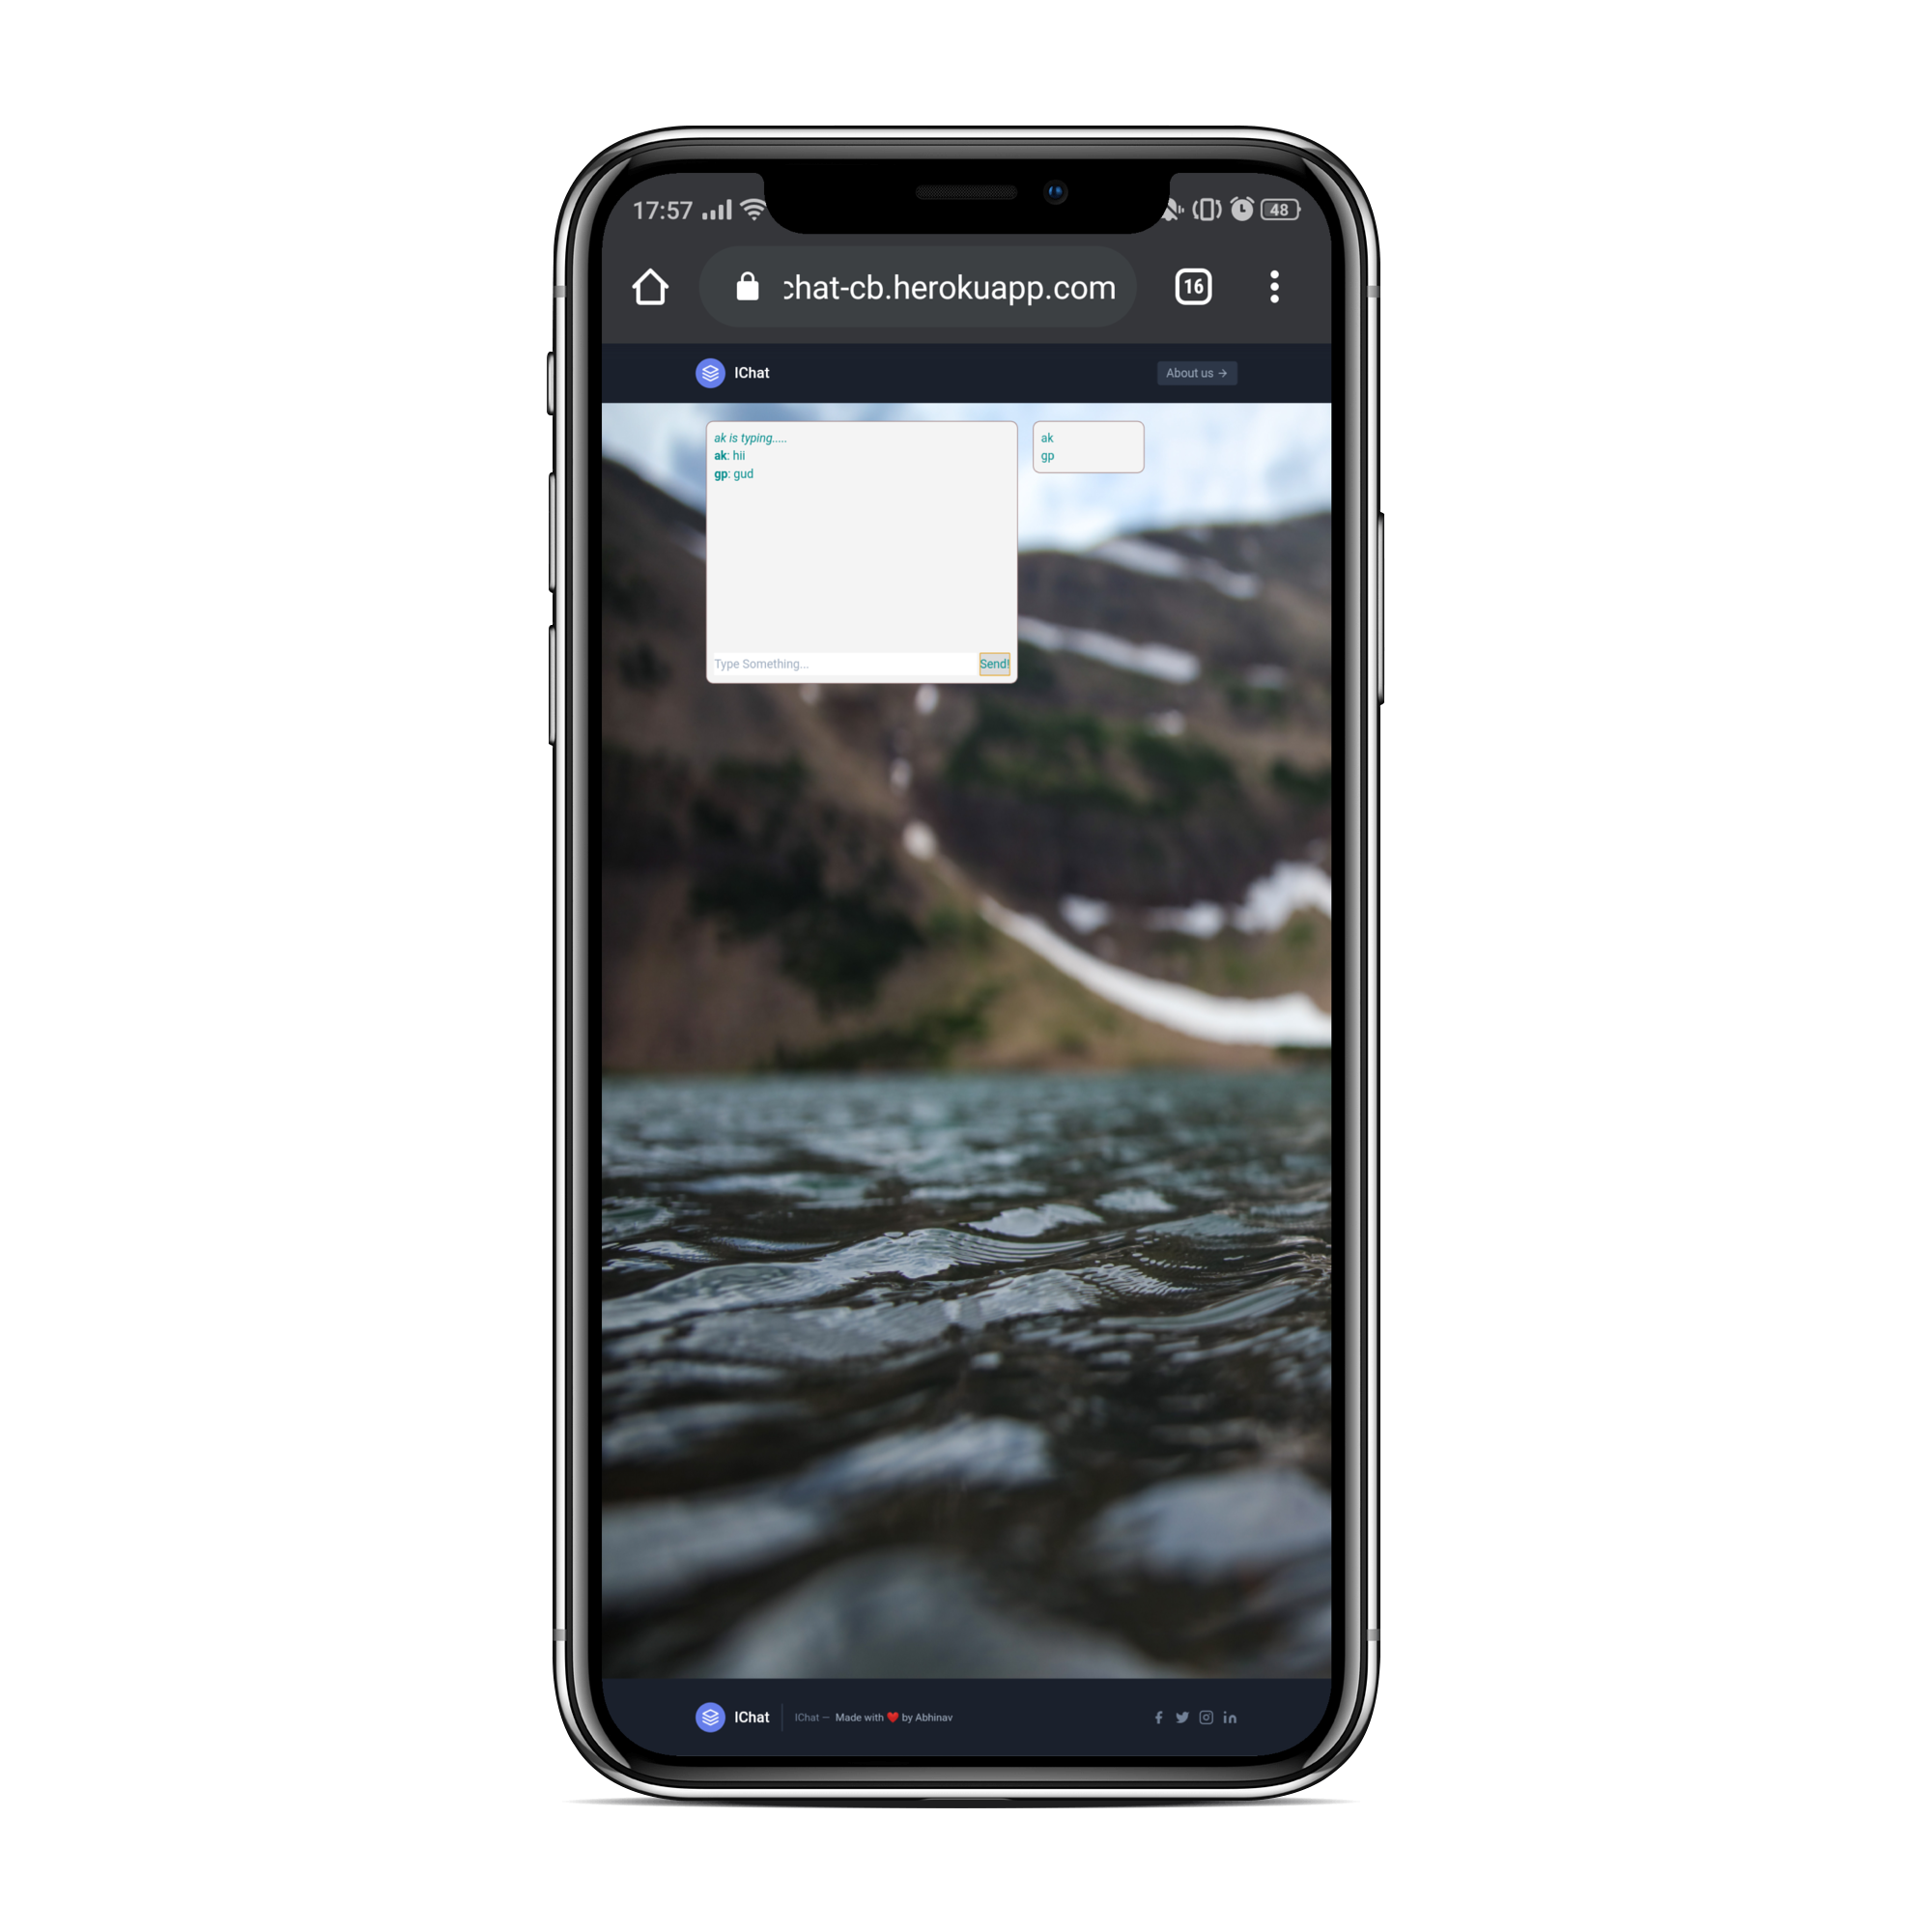 17:57 48
chat-cb.herokuapp.com 16
IChat About us →
ak is typing.....
ak: hii
gp: gud
ak
gp
Type Something... Send!
IChat IChat — Made with ❤️ by Abhinav